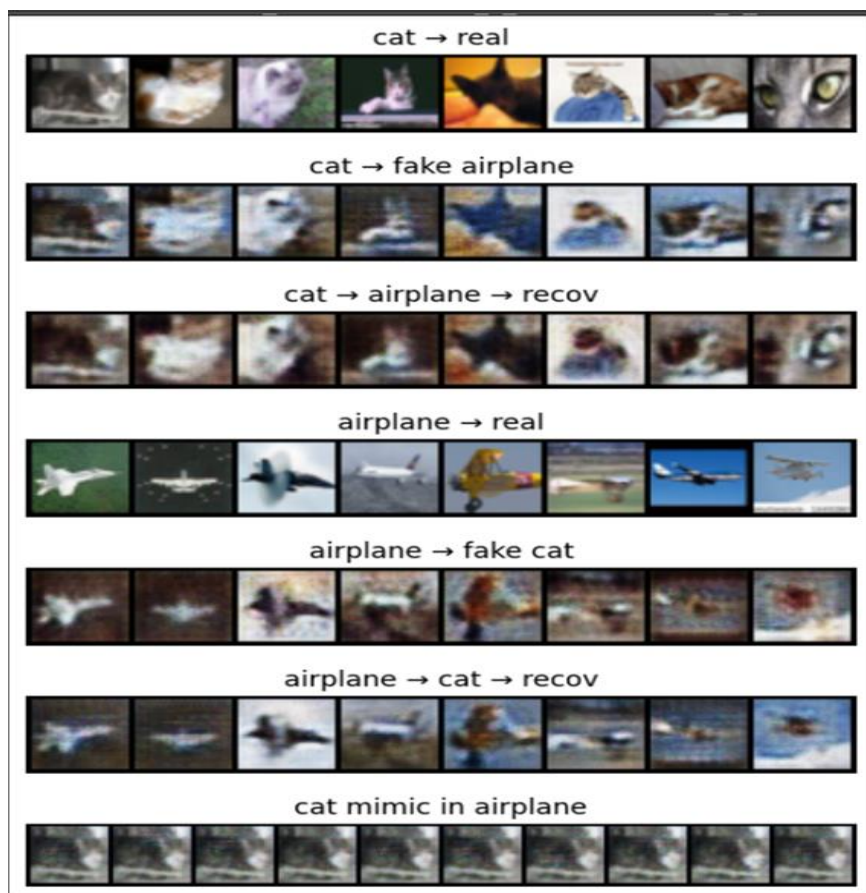 cat → real
cat → fake airplane
cat → airplane → recov
airplane → real
airplane → fake cat
airplane → cat → recov
cat mimic in airplane